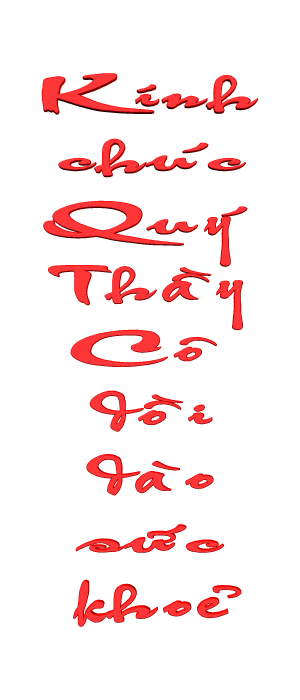 Kính
chúc
Quý
Thầy
Cô
dồi
dào
sức
khoẻ